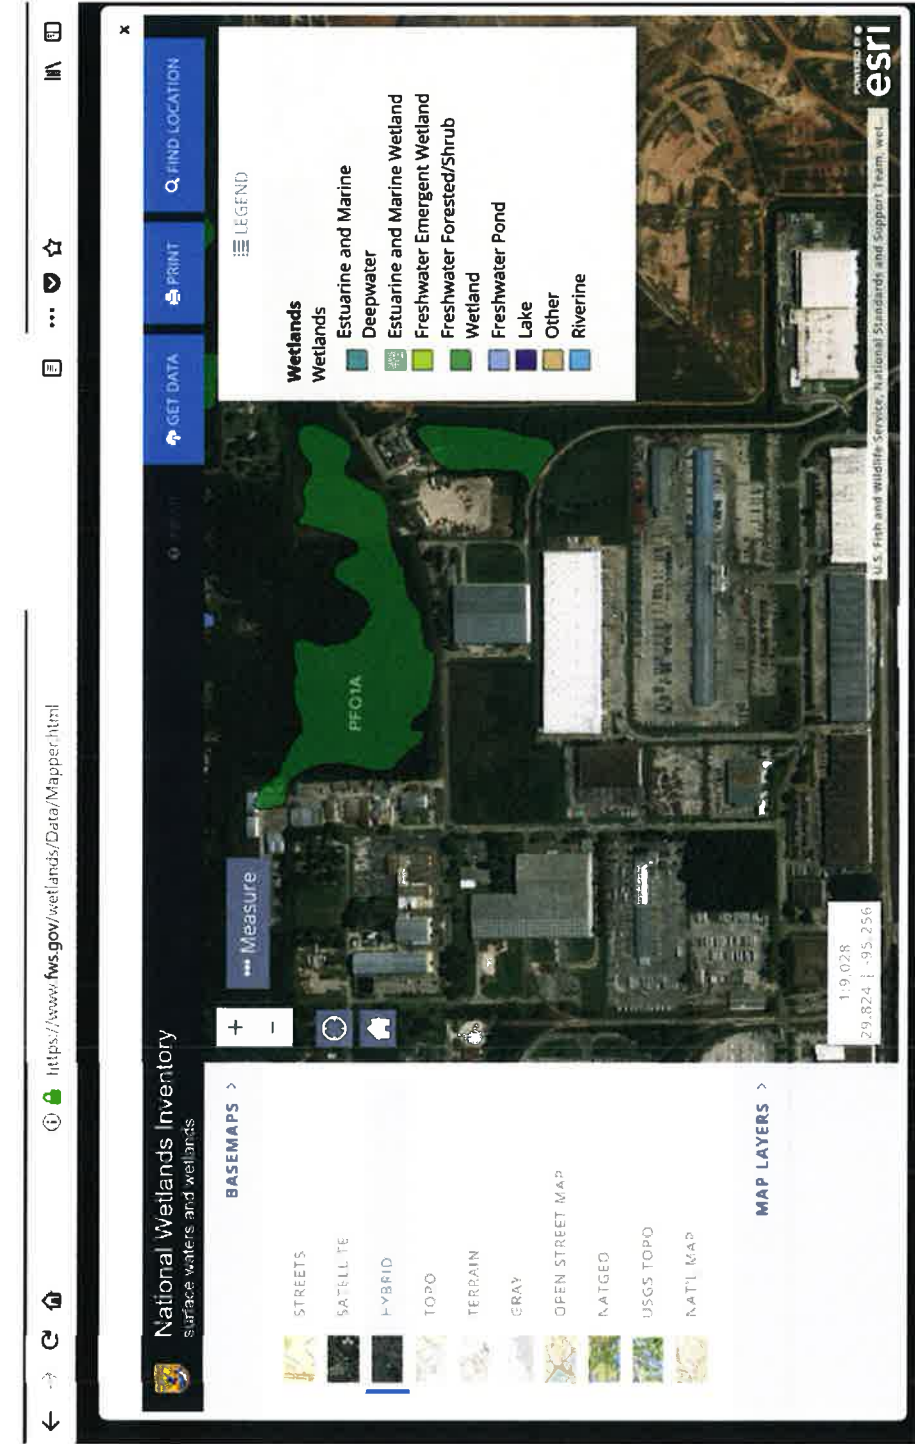 https://www.fws.gov/wetlands/Data/Mapper.html
National Wetlands Inventory
surface waters and wetlands
GET DATA
PRINT
FIND LOCATION
BASEMAPS >
STREETS
SATELLITE
HYBRID
TOPO
TERRAIN
GRAY
OPEN STREET MAP
NATGEO
USGS TOPO
NAT'L MAP
MAP LAYERS >
+
−
••• Measure
PFO1A
1:9,028
29.824 | -95.256
LEGEND
Wetlands
Wetlands
Estuarine and Marine
Deepwater
Estuarine and Marine Wetland
Freshwater Emergent Wetland
Freshwater Forested/Shrub
Wetland
Freshwater Pond
Lake
Other
Riverine
U.S. Fish and Wildlife Service, National Standards and Support Team, wet...
POWERED BY
esri